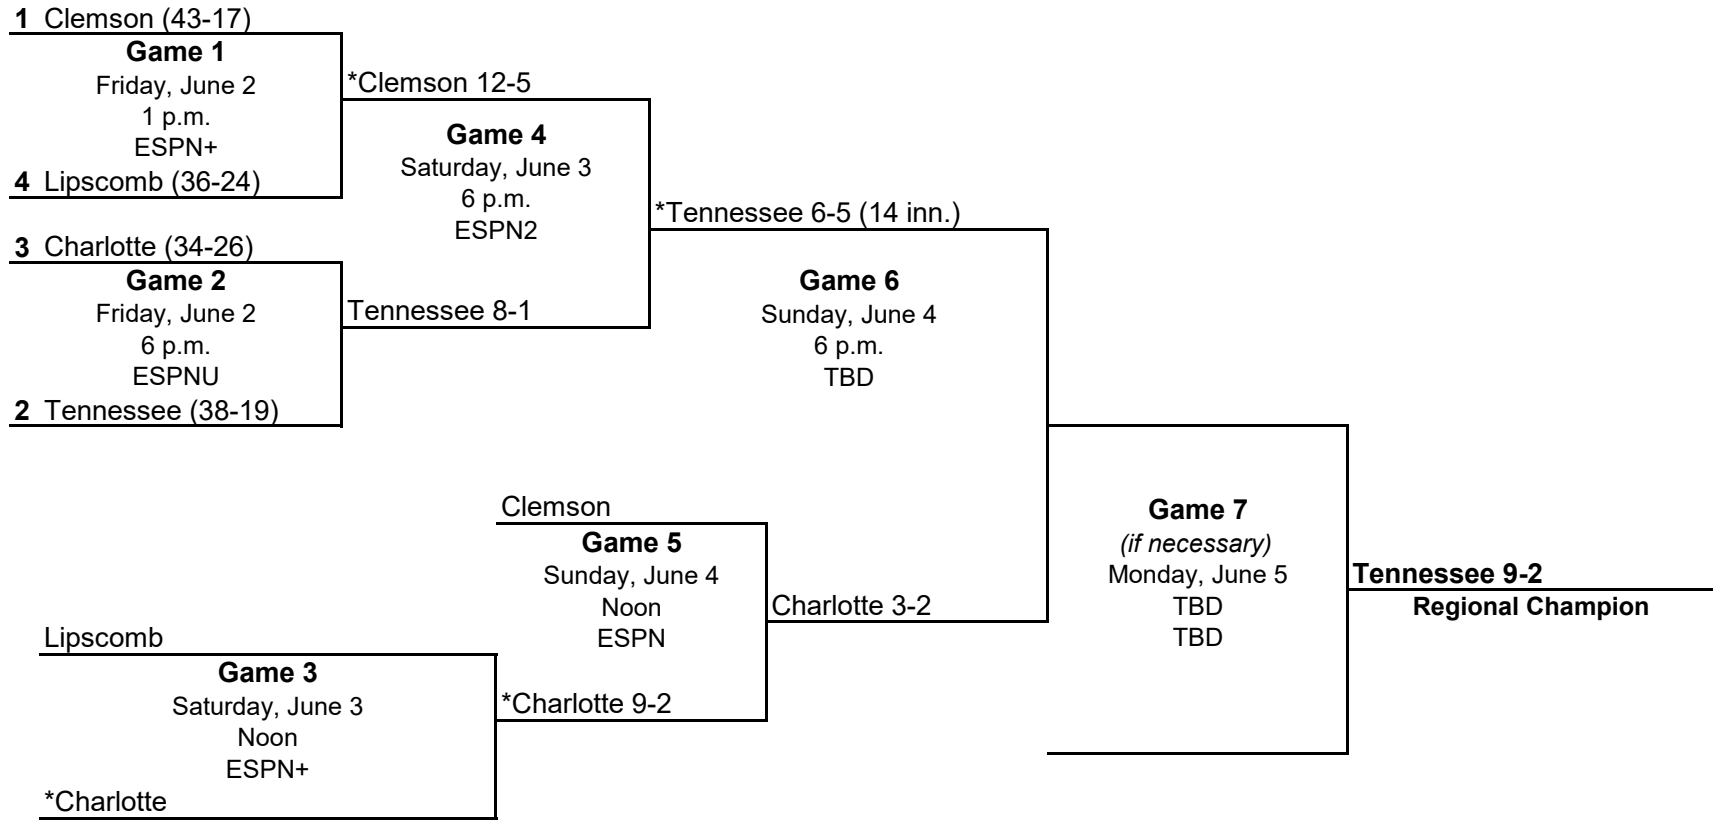 1 Clemson (43-17)
Game 1
Friday, June 2
1 p.m.
ESPN+
4 Lipscomb (36-24)
*Clemson 12-5
Game 4
Saturday, June 3
6 p.m.
ESPN2
3 Charlotte (34-26)
Game 2
Friday, June 2
6 p.m.
ESPNU
2 Tennessee (38-19)
Tennessee 8-1
*Tennessee 6-5 (14 inn.)
Game 6
Sunday, June 4
6 p.m.
TBD
Clemson
Game 5
Sunday, June 4
Noon
ESPN
Charlotte 3-2
Lipscomb
Game 3
Saturday, June 3
Noon
ESPN+
*Charlotte
*Charlotte 9-2
Game 7
(if necessary)
Monday, June 5
TBD
TBD
Tennessee 9-2
Regional Champion